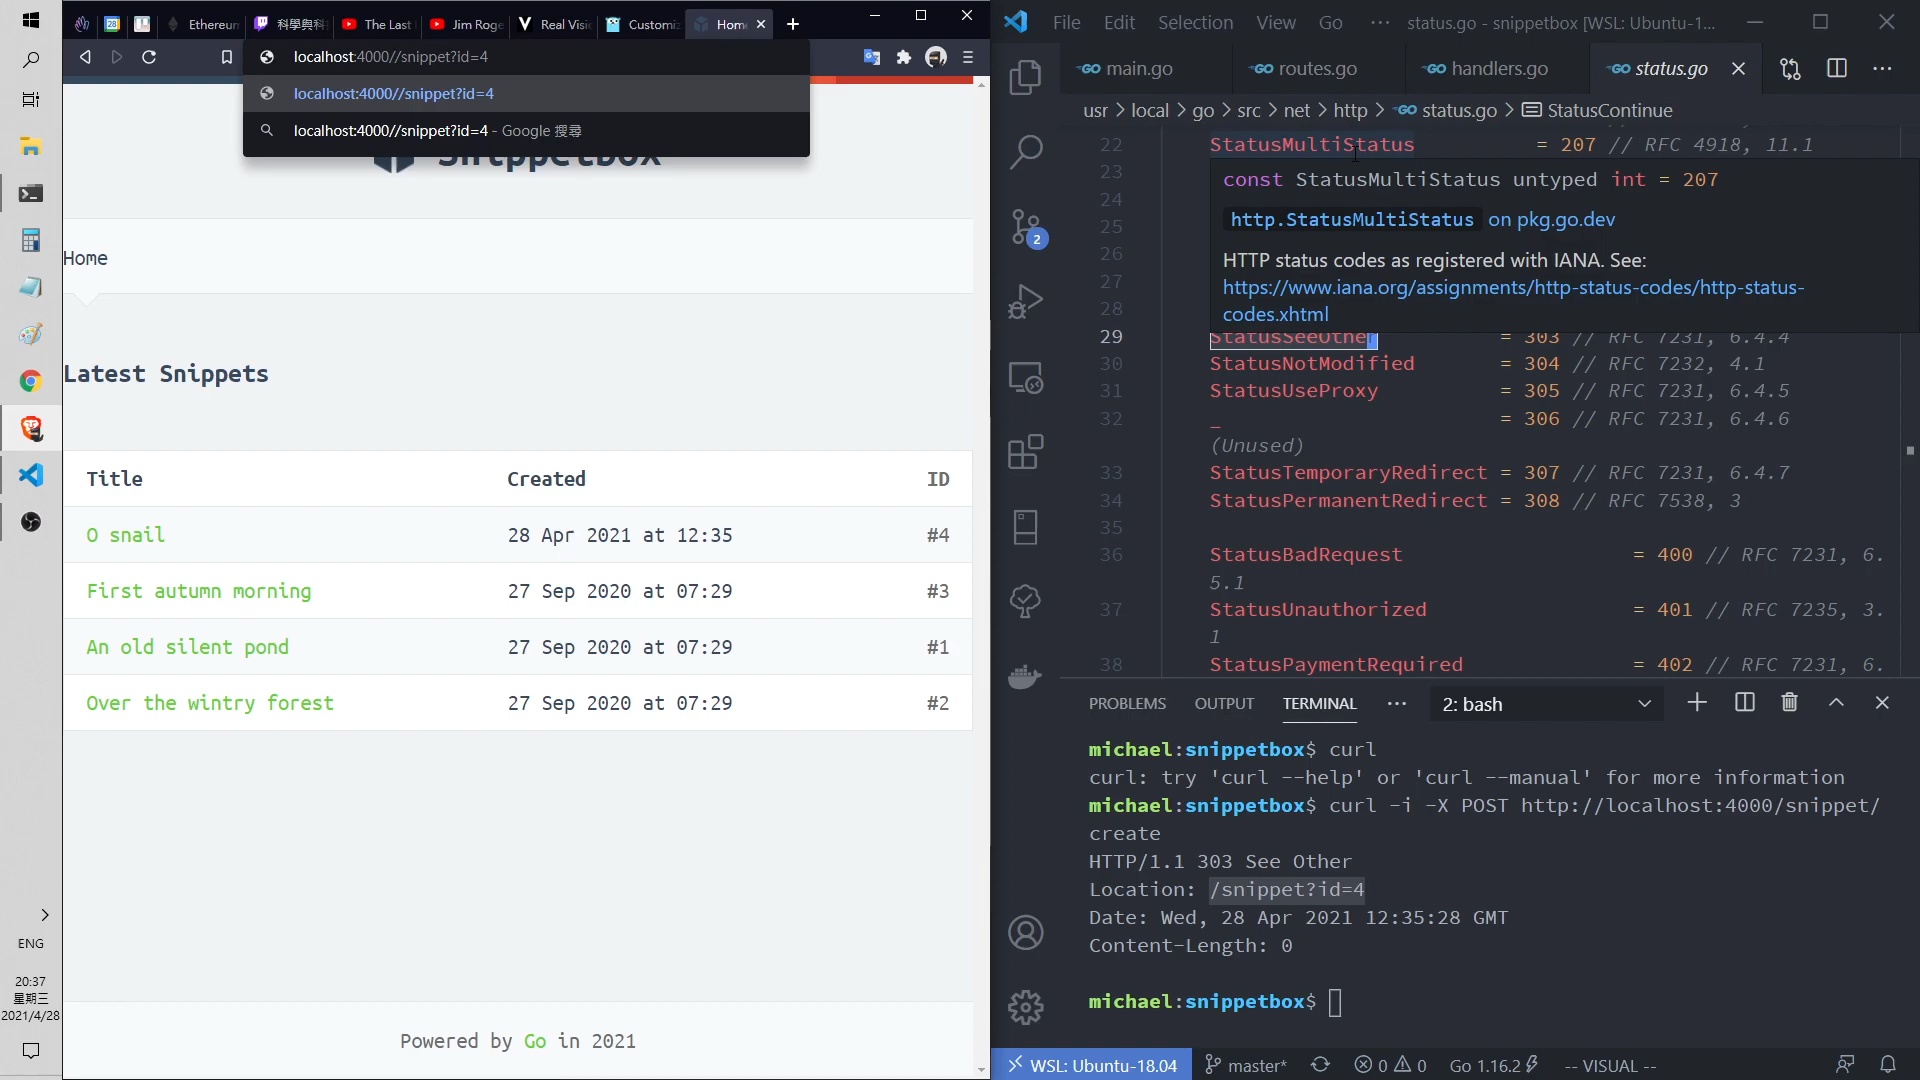 Ethereum
科學與科
The Last
Jim Roge
Real Visi
Customiz
Home
localhost:4000//snippet?id=4
localhost:4000//snippet?id=4
localhost:4000//snippet?id=4 - Google 搜尋
Snippetbox
Home
Latest Snippets
Title Created ID
O snail 28 Apr 2021 at 12:35 #4
First autumn morning 27 Sep 2020 at 07:29 #3
An old silent pond 27 Sep 2020 at 07:29 #1
Over the wintry forest 27 Sep 2020 at 07:29 #2
Powered by Go in 2021
ENG
20:37
星期三
2021/4/28
File Edit Selection View Go ··· status.go - snippetbox [WSL: Ubuntu-1...
main.go routes.go handlers.go status.go
usr > local > go > src > net > http > status.go > StatusContinue
22 StatusMultiStatus = 207 // RFC 4918, 11.1
23
24
25
26
27
28
const StatusMultiStatus untyped int = 207
http.StatusMultiStatus on pkg.go.dev
HTTP status codes as registered with IANA. See:
https://www.iana.org/assignments/http-status-codes/http-status-
codes.xhtml
29 StatusSeeOther = 303 // RFC 7231, 6.4.4
30 StatusNotModified = 304 // RFC 7232, 4.1
31 StatusUseProxy = 305 // RFC 7231, 6.4.5
32 _ = 306 // RFC 7231, 6.4.6
(Unused)
33 StatusTemporaryRedirect = 307 // RFC 7231, 6.4.7
34 StatusPermanentRedirect = 308 // RFC 7538, 3
35
36 StatusBadRequest = 400 // RFC 7231, 6.
5.1
37 StatusUnauthorized = 401 // RFC 7235, 3.
1
38 StatusPaymentRequired = 402 // RFC 7231, 6.
PROBLEMS OUTPUT TERMINAL ··· 2: bash
michael:snippetbox$ curl
curl: try 'curl --help' or 'curl --manual' for more information
michael:snippetbox$ curl -i -X POST http://localhost:4000/snippet/
create
HTTP/1.1 303 See Other
Location: /snippet?id=4
Date: Wed, 28 Apr 2021 12:35:28 GMT
Content-Length: 0
michael:snippetbox$
WSL: Ubuntu-18.04 master* 0 0 Go 1.16.2 -- VISUAL --